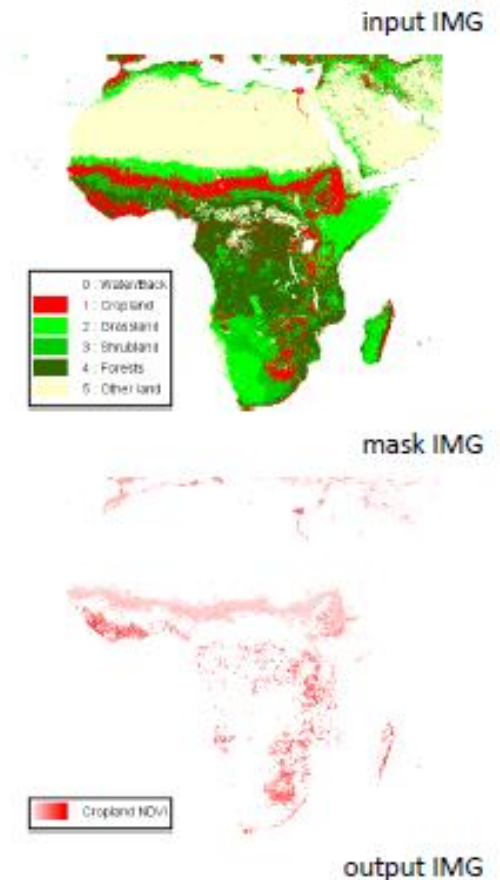 input IMG
0 : Water/Back
1 : Cropland
2 : Grassland
3 : Shrubland
4 : Forests
5 : Other land
mask IMG
Cropland NDVI
output IMG